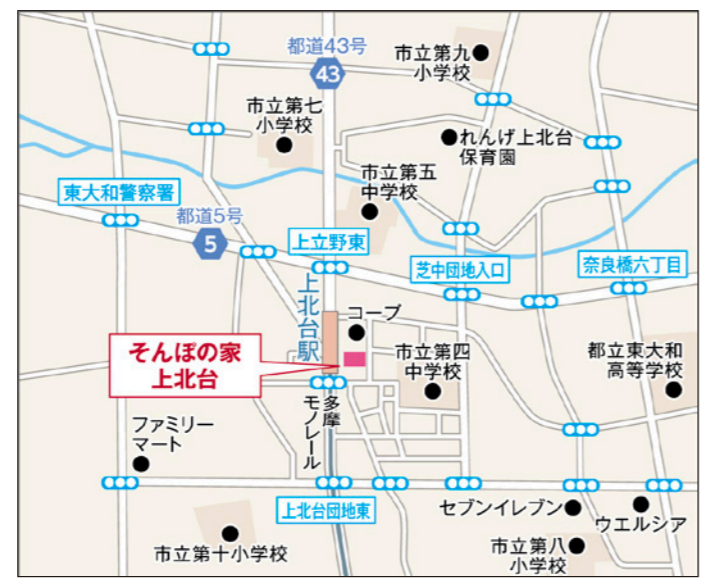 都道43号
43
市立第九
小学校
市立第七
小学校
れんげ上北台
保育園
市立第五
中学校
東大和警察署
都道5号
5
上立野東
芝中団地入口
奈良橋六丁目
上北台駅
コープ
そんぽの家
上北台
市立第四
中学校
都立東大和
高等学校
多摩
モノレール
ファミリー
マート
上北台団地東
セブンイレブン
ウエルシア
市立第十小学校
市立第八
小学校